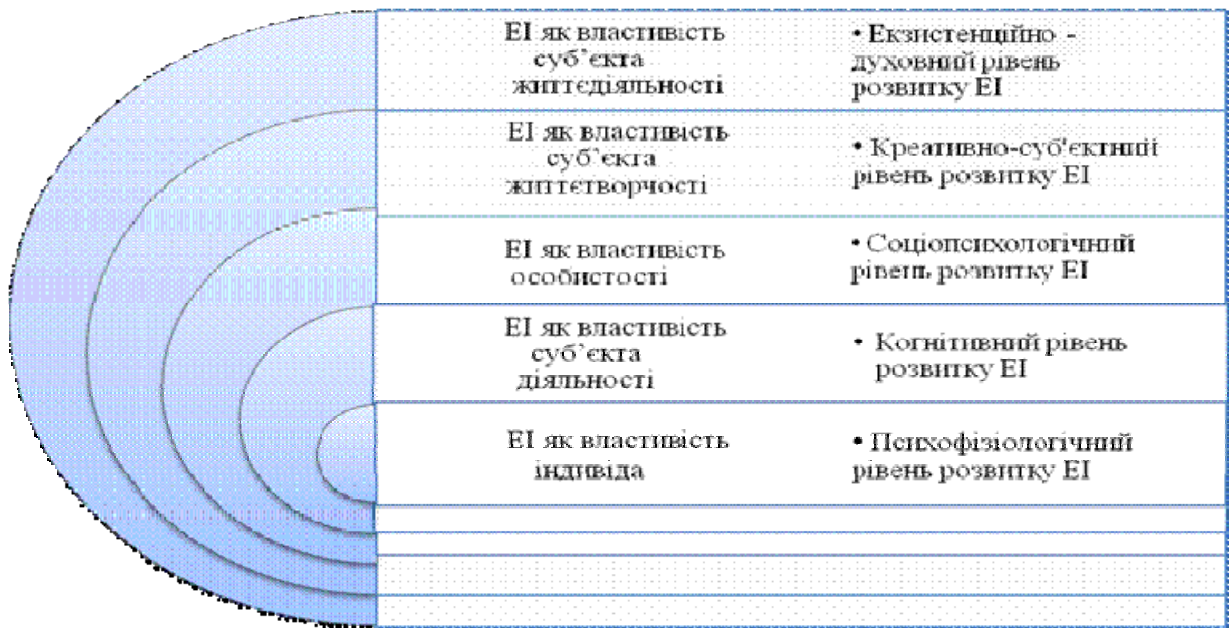 ЕІ як властивість
суб’єкта
життєдіяльності
• Екзистенційно -
духовний рівень
розвитку ЕІ
ЕІ як властивість
суб’єкта
життєтворчості
• Креативно-суб'єктний
рівень розвитку ЕІ
ЕІ як властивість
особистості
• Соціопсихологічний
рівень розвитку ЕІ
ЕІ як властивість
суб’єкта
діяльності
• Когнітивний рівень
розвитку ЕІ
ЕІ як властивість
індивіда
• Психофізіологічний
рівень розвитку ЕІ